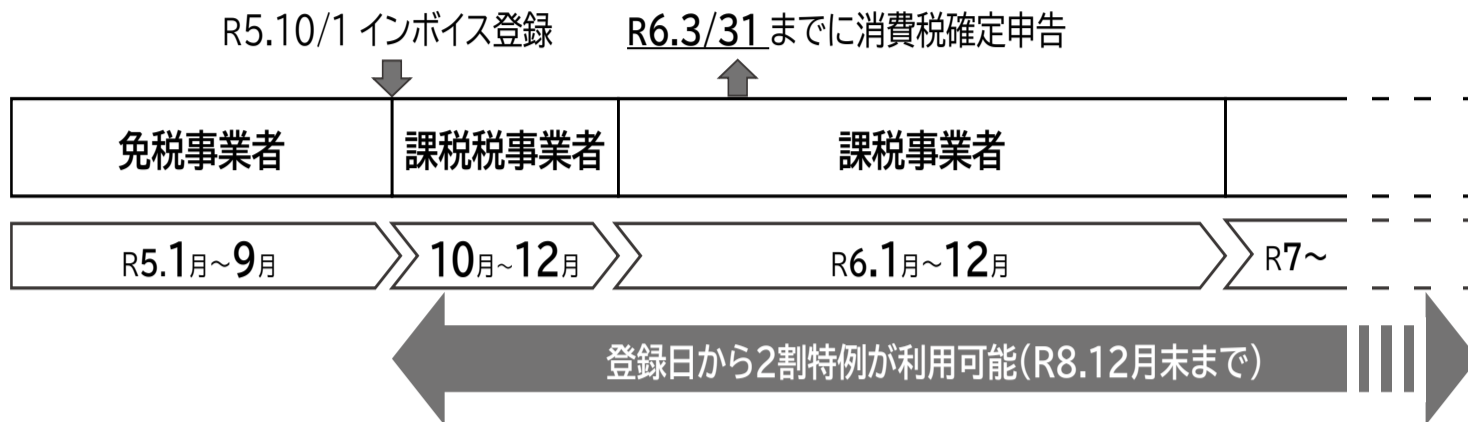 R5.10/1 インボイス登録
R6.3/31 までに消費税確定申告
免税事業者
課税税事業者
課税事業者
R5.1月~9月
10月~12月
R6.1月~12月
R7~
登録日から2割特例が利用可能(R8.12月末まで)